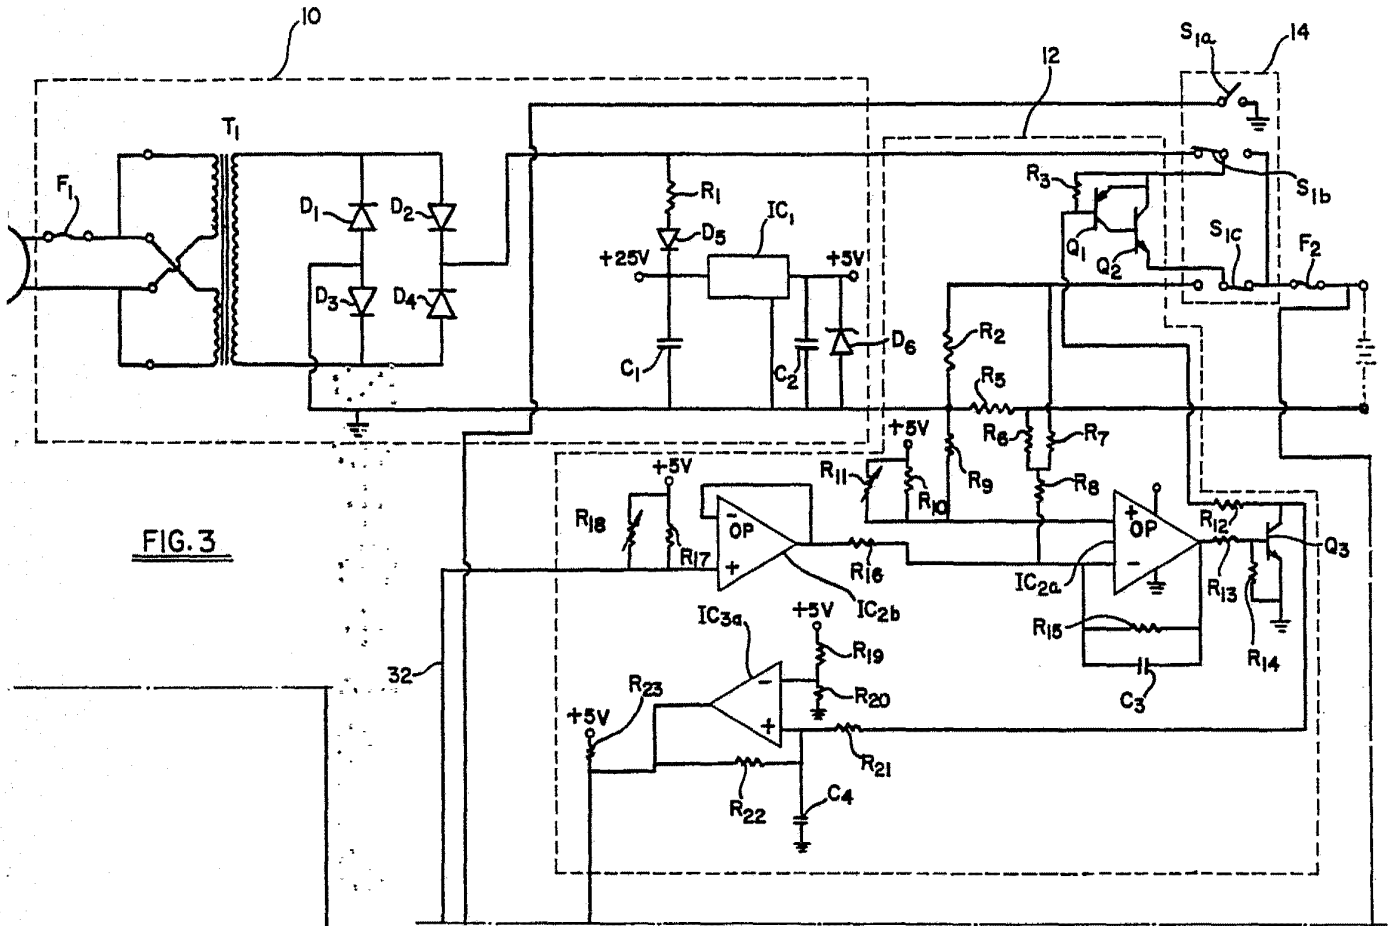 10
S1a
14
12
T1
F1
R1
R3
S1b
D1
D2
IC1
D5
Q1
Q2
S1c
F2
+25V
+5V
D3
D4
R2
C1
C2
D6
R5
+5V
R6
R7
R11
R9
R8
+5V
R10
R18
OP
R17
R16
+
OP
R12
Q3
FIG. 3
-
+
-
IC2a
R13
IC3a
+5V
IC2b
R15
R14
R19
32
R23
-
R20
C3
+5V
+
R21
R22
C4